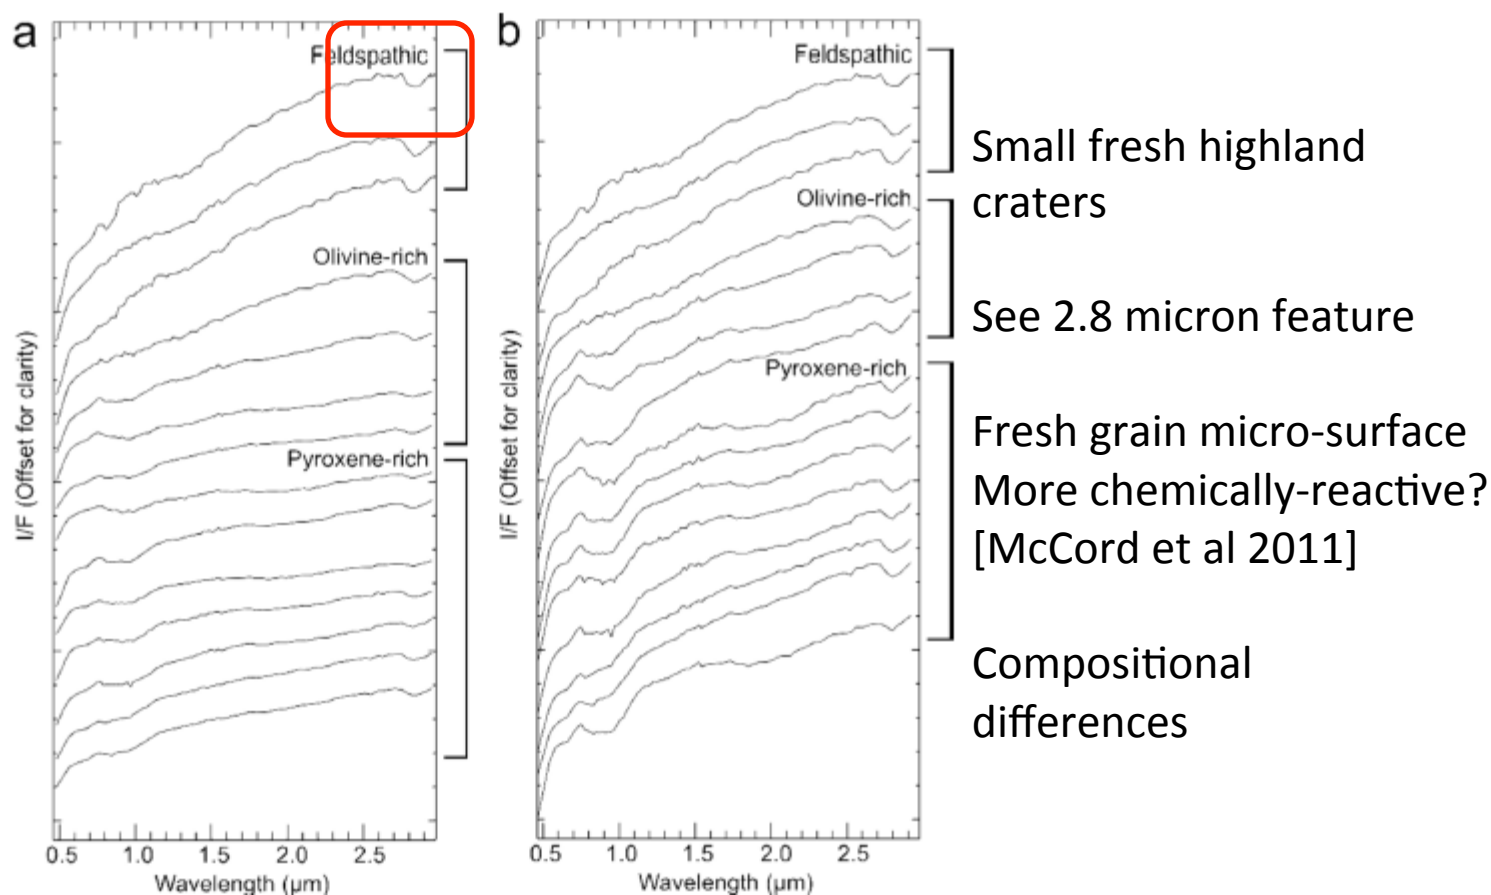 a
Feldspathic
Olivine-rich
Pyroxene-rich
I/F (Offset for clarity)
0.5 1.0 1.5 2.0 2.5
Wavelength (µm)
b
Feldspathic
Olivine-rich
Pyroxene-rich
I/F (Offset for clarity)
0.5 1.0 1.5 2.0 2.5
Wavelength (µm)
Small fresh highland
craters
See 2.8 micron feature
Fresh grain micro-surface
More chemically-reactive?
[McCord et al 2011]
Compositional
differences